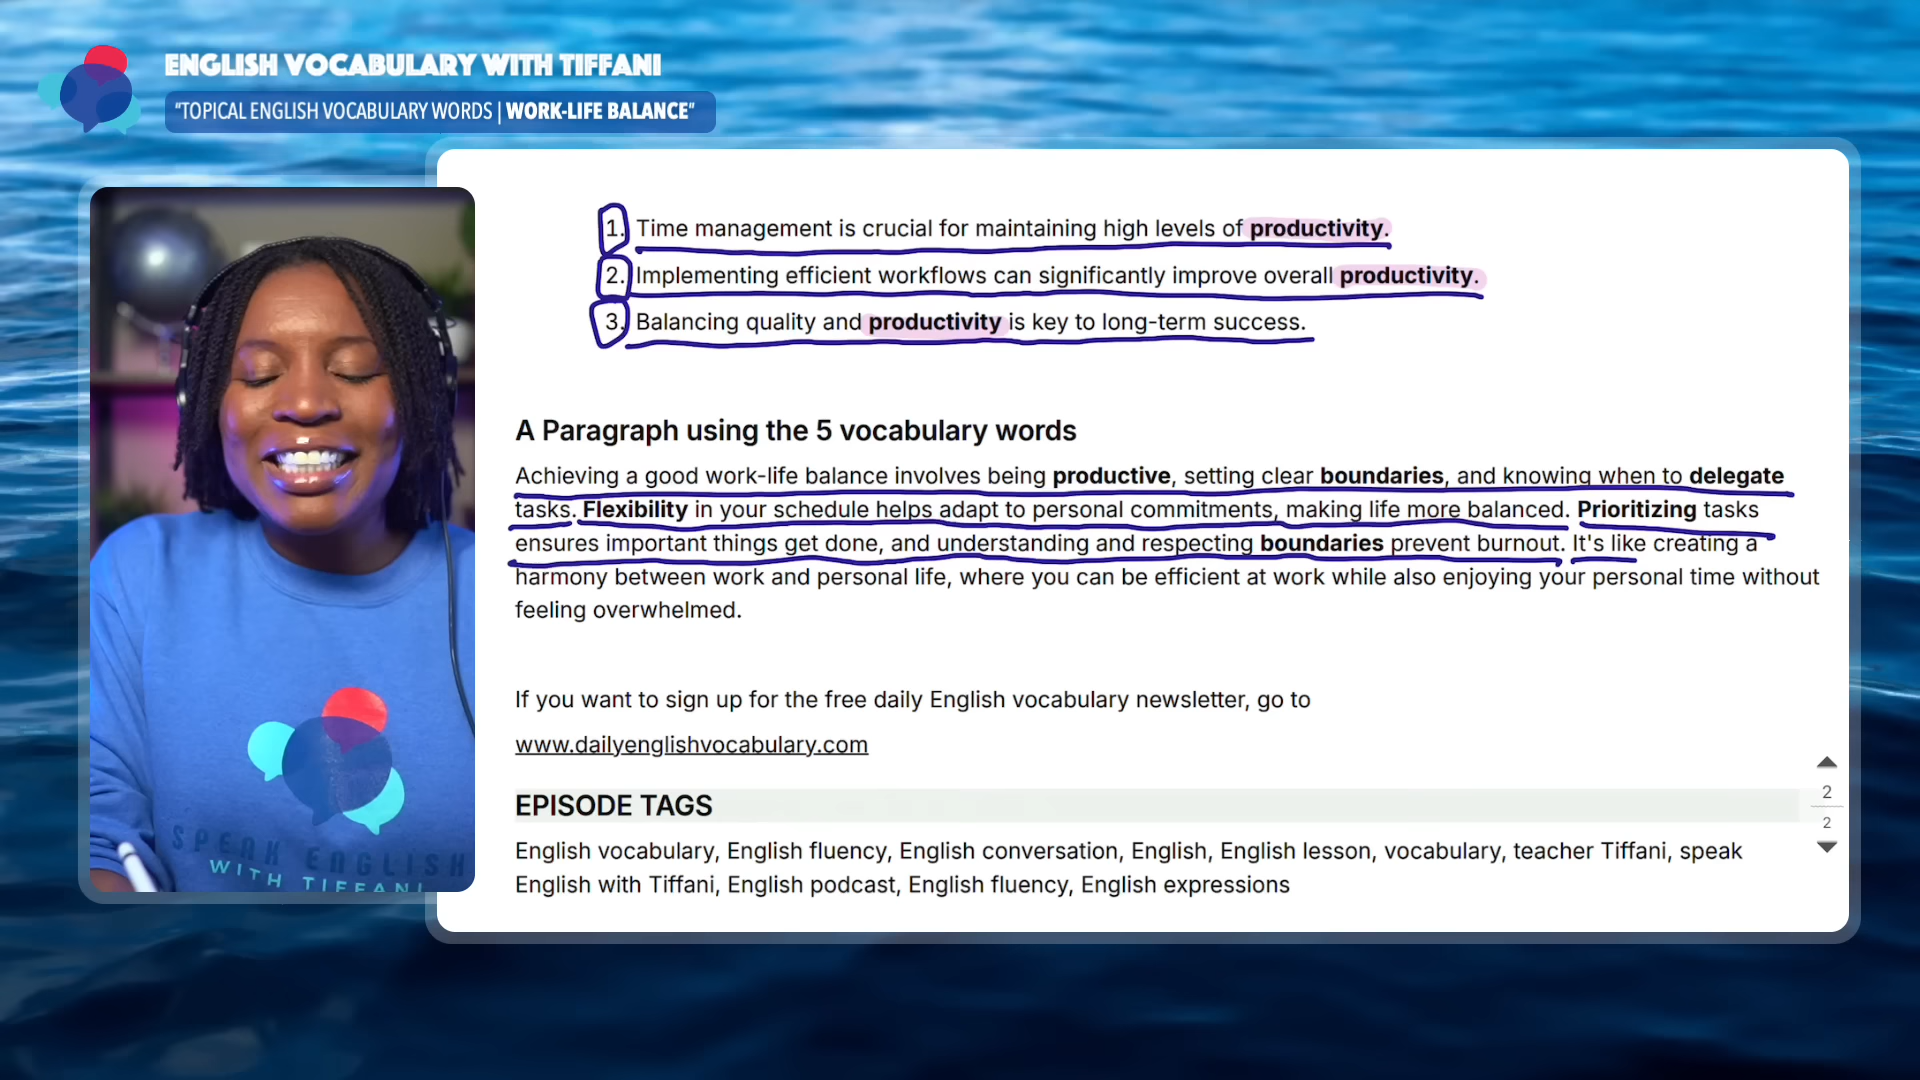 ENGLISH VOCABULARY WITH TIFFANI
"TOPICAL ENGLISH VOCABULARY WORDS | WORK-LIFE BALANCE"
1. Time management is crucial for maintaining high levels of productivity.
2. Implementing efficient workflows can significantly improve overall productivity.
3. Balancing quality and productivity is key to long-term success.
A Paragraph using the 5 vocabulary words
Achieving a good work-life balance involves being productive, setting clear boundaries, and knowing when to delegate
tasks. Flexibility in your schedule helps adapt to personal commitments, making life more balanced. Prioritizing tasks
ensures important things get done, and understanding and respecting boundaries prevent burnout. It's like creating a
harmony between work and personal life, where you can be efficient at work while also enjoying your personal time without
feeling overwhelmed.
If you want to sign up for the free daily English vocabulary newsletter, go to
www.dailyenglishvocabulary.com
EPISODE TAGS
English vocabulary, English fluency, English conversation, English, English lesson, vocabulary, teacher Tiffani, speak
English with Tiffani, English podcast, English fluency, English expressions
2
2
SPEAK ENGLISH
WITH TIFFANI